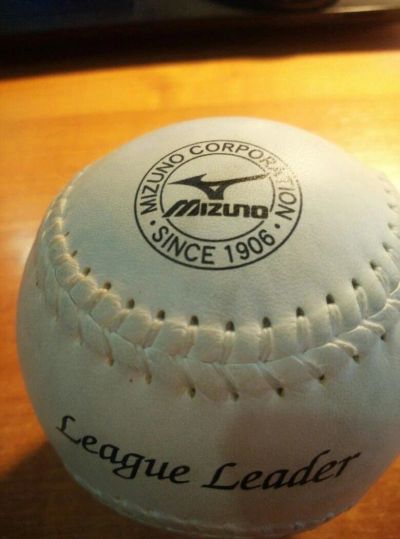 MIZUNO CORPORATION
MIZUNO
· SINCE 1906 ·
League Leader